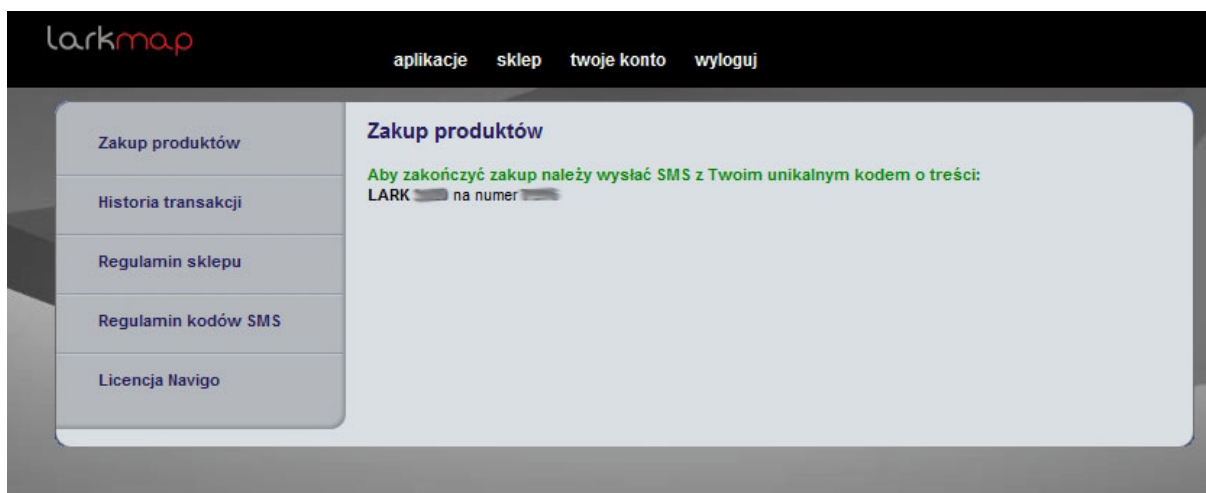 larkmap
aplikacje sklep twoje konto wyloguj
Zakup produktów
Historia transakcji
Regulamin sklepu
Regulamin kodów SMS
Licencja Navigo
Zakup produktów
Aby zakończyć zakup należy wysłać SMS z Twoim unikalnym kodem o treści:
LARK na numer